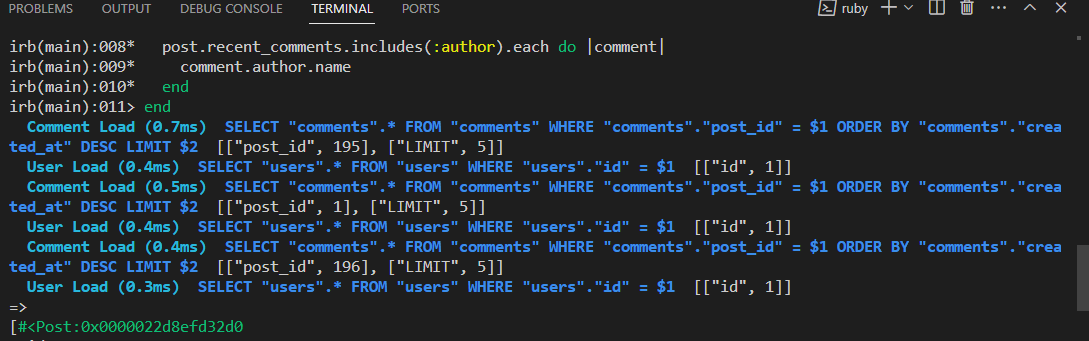 PROBLEMS OUTPUT DEBUG CONSOLE TERMINAL PORTS ruby
irb(main):008*   post.recent_comments.includes(:author).each do |comment|
irb(main):009*     comment.author.name
irb(main):010*   end
irb(main):011> end
  Comment Load (0.7ms)  SELECT "comments".* FROM "comments" WHERE "comments"."post_id" = $1 ORDER BY "comments"."crea
ted_at" DESC LIMIT $2  [["post_id", 195], ["LIMIT", 5]]
  User Load (0.4ms)  SELECT "users".* FROM "users" WHERE "users"."id" = $1  [["id", 1]]
  Comment Load (0.5ms)  SELECT "comments".* FROM "comments" WHERE "comments"."post_id" = $1 ORDER BY "comments"."crea
ted_at" DESC LIMIT $2  [["post_id", 1], ["LIMIT", 5]]
  User Load (0.4ms)  SELECT "users".* FROM "users" WHERE "users"."id" = $1  [["id", 1]]
  Comment Load (0.4ms)  SELECT "comments".* FROM "comments" WHERE "comments"."post_id" = $1 ORDER BY "comments"."crea
ted_at" DESC LIMIT $2  [["post_id", 196], ["LIMIT", 5]]
  User Load (0.3ms)  SELECT "users".* FROM "users" WHERE "users"."id" = $1  [["id", 1]]
=>
[#<Post:0x0000022d8efd32d0